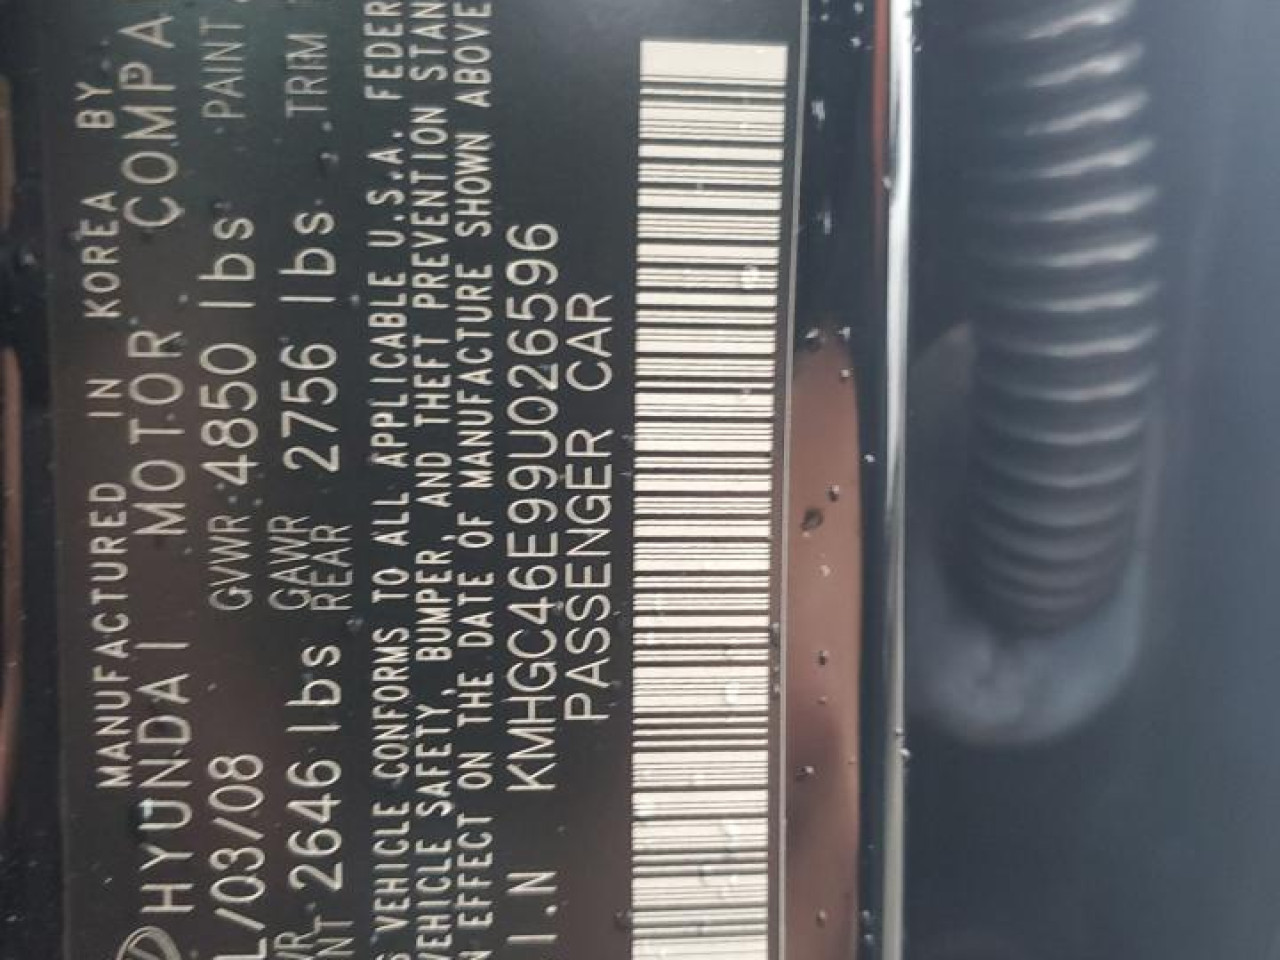 MANUFACTURED IN KOREA BY
HYUNDAI MOTOR COMPA
L/03/08 GVWR 4850 lbs PAINT
NT 2646 lbs GAWR REAR 2756 lbs TRIM
S VEHICLE CONFORMS TO ALL APPLICABLE U.S.A. FEDER
VEHICLE SAFETY, BUMPER, AND THEFT PREVENTION STAN
N EFFECT ON THE DATE OF MANUFACTURE SHOWN ABOVE
I.N KMHGC46E99U026596
PASSENGER CAR